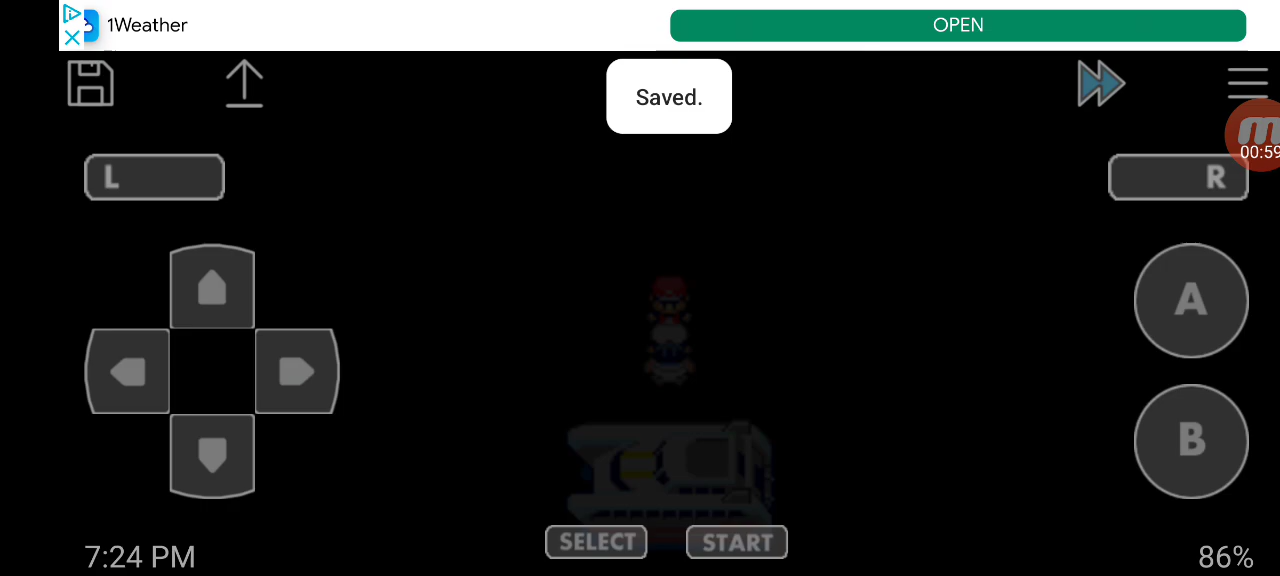 1Weather
OPEN
Saved.
00:59
L
R
A
B
SELECT
START
7:24 PM
86%